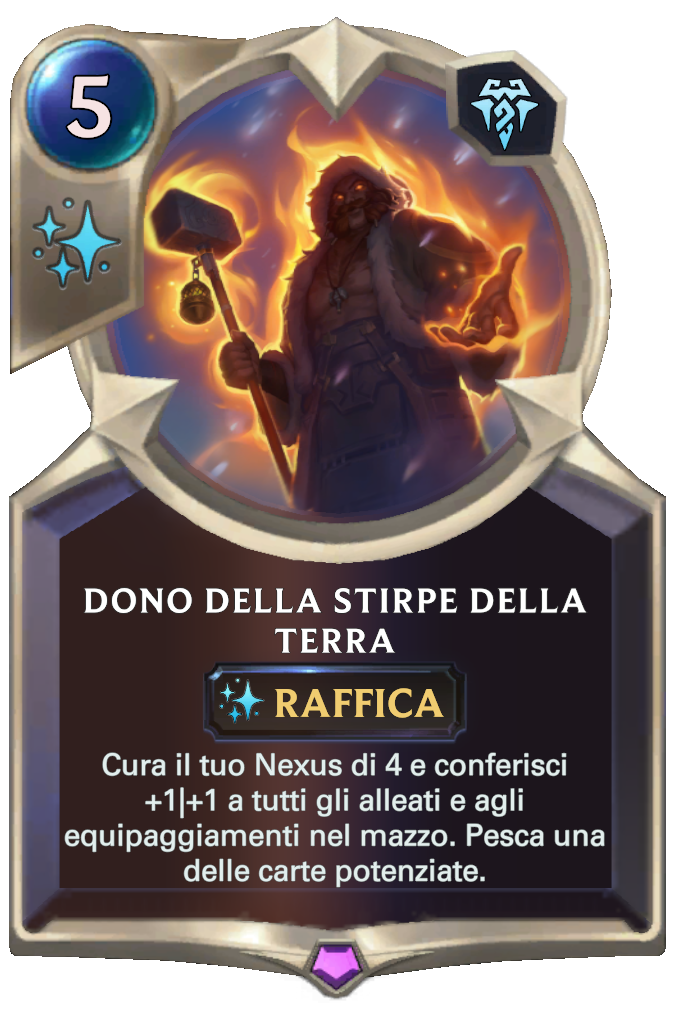 5
DONO DELLA STIRPE DELLA
TERRA
RAFFICA
Cura il tuo Nexus di 4 e conferisci
+1|+1 a tutti gli alleati e agli
equipaggiamenti nel mazzo. Pesca una
delle carte potenziate.